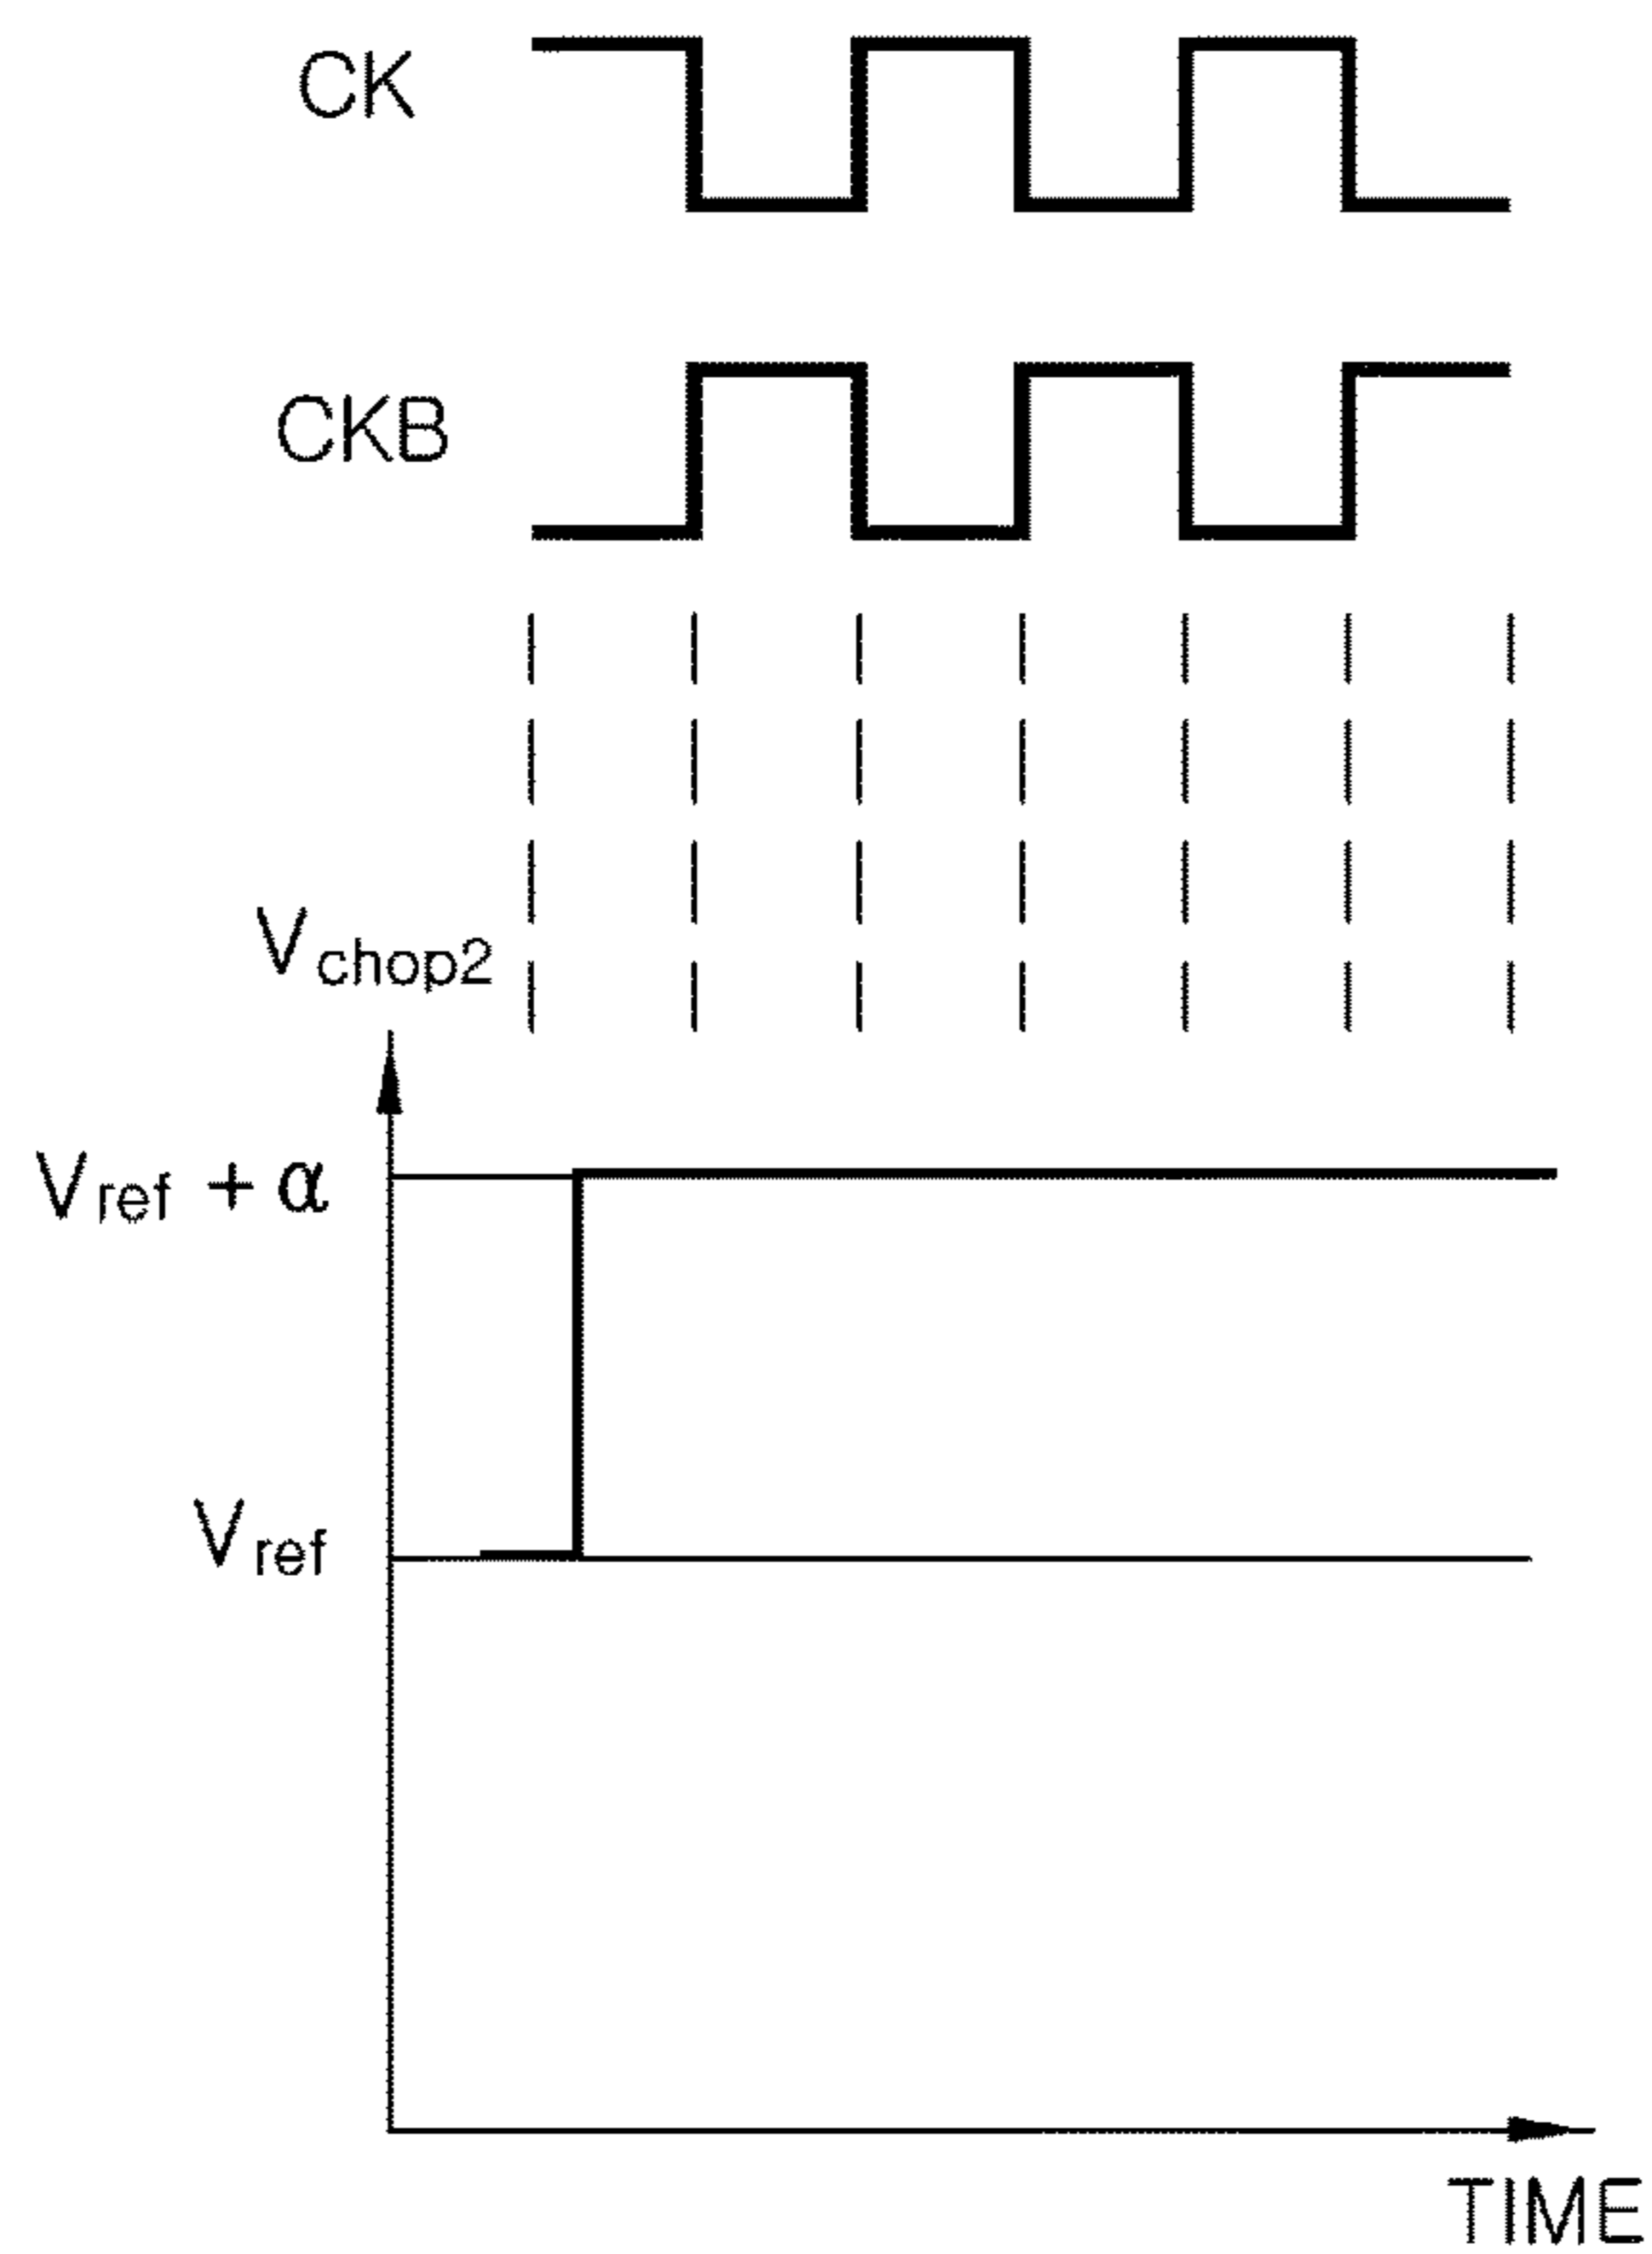 CK
CKB
Vchop2
Vref + α
Vref
TIME